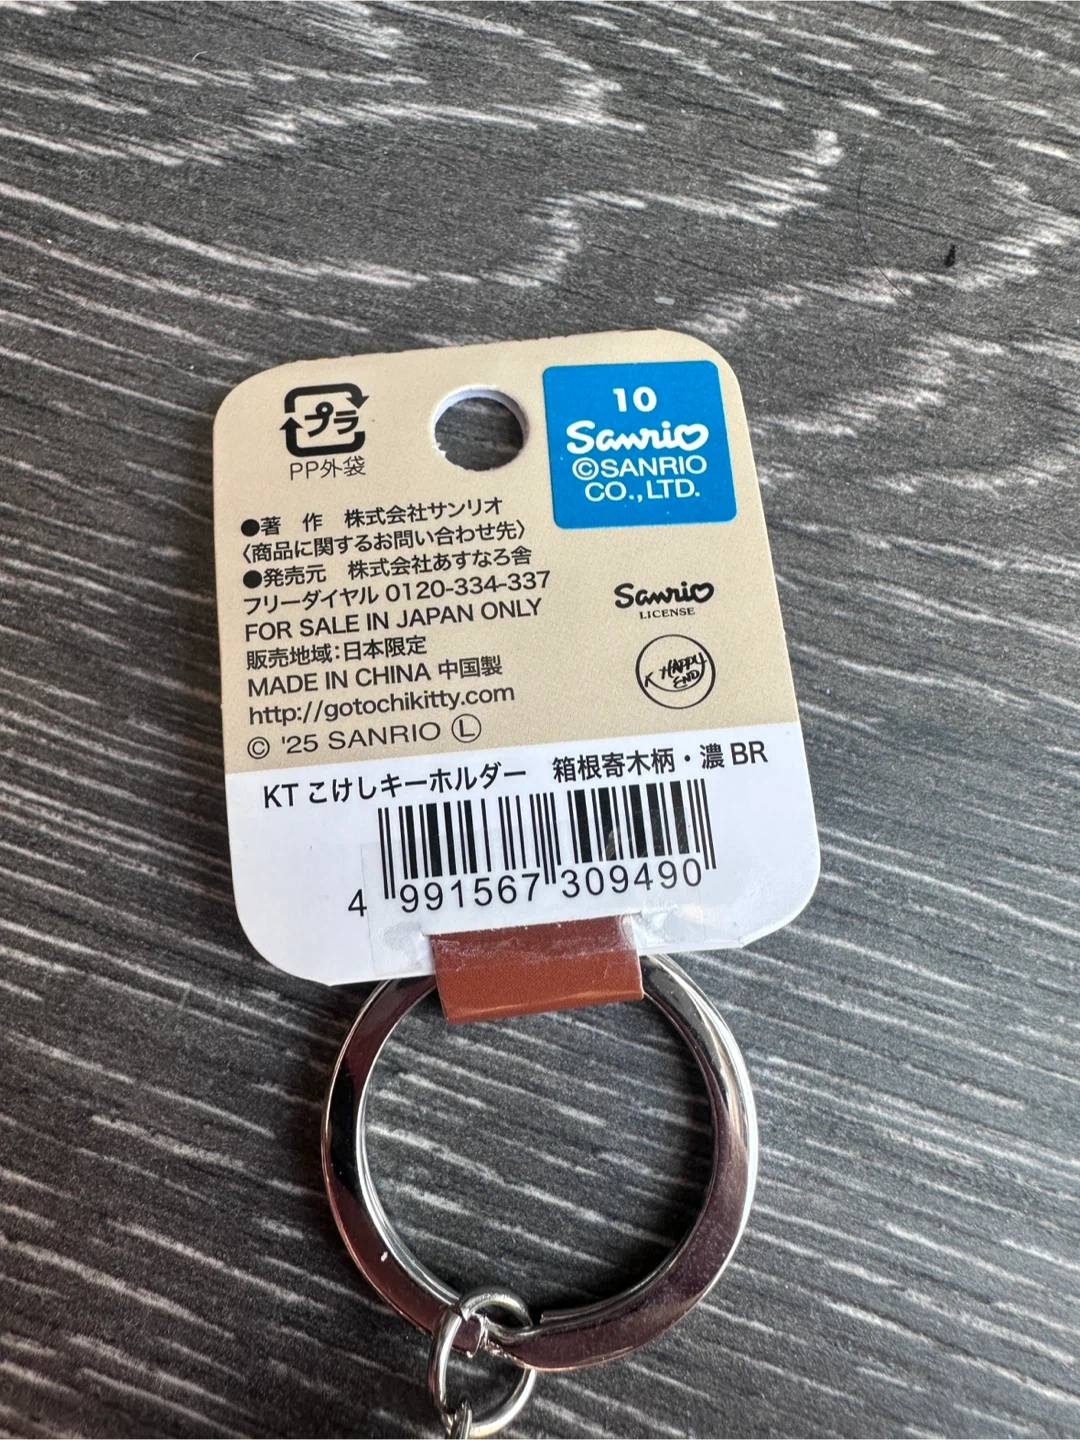 プラ
PP外袋
10
Sanrio
©SANRIO
CO.,LTD.
●著 作 株式会社サンリオ
〈商品に関するお問い合わせ先〉
●発売元 株式会社あすなろ舎
フリーダイヤル 0120-334-337
FOR SALE IN JAPAN ONLY
販売地域:日本限定
MADE IN CHINA 中国製
http://gotochikitty.com
© '25 SANRIO Ⓛ
Sanrio
LICENSE
K HAPPY
END
KT こけしキーホルダー 箱根寄木柄・濃 BR
4 991567 309490